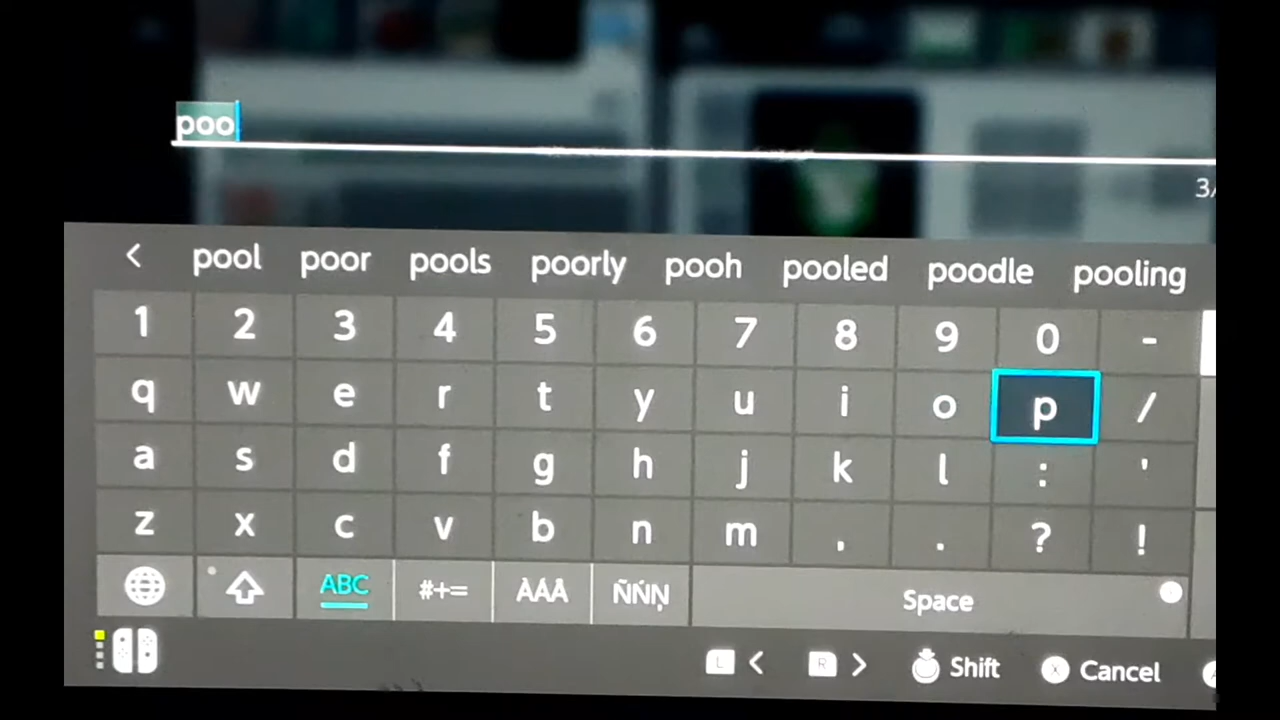 poo
3/
< pool poor pools poorly pooh pooled poodle pooling
1 2 3 4 5 6 7 8 9 0 -
q w e r t y u i o p /
a s d f g h j k l : '
z x c v b n m , . ? !
ABC #+= ÀÁÂ ÑŃŅ Space
L < R > Shift X Cancel